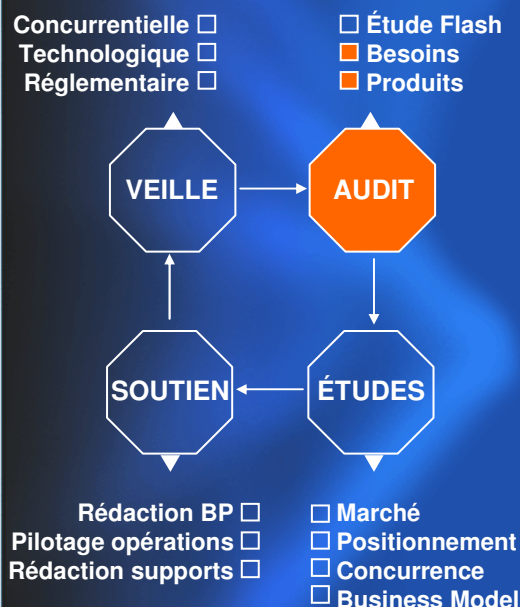 Concurrentielle
Technologique
Réglementaire
Étude Flash
Besoins
Produits
VEILLE
AUDIT
SOUTIEN
ÉTUDES
Rédaction BP
Pilotage opérations
Rédaction supports
Marché
Positionnement
Concurrence
Business Model